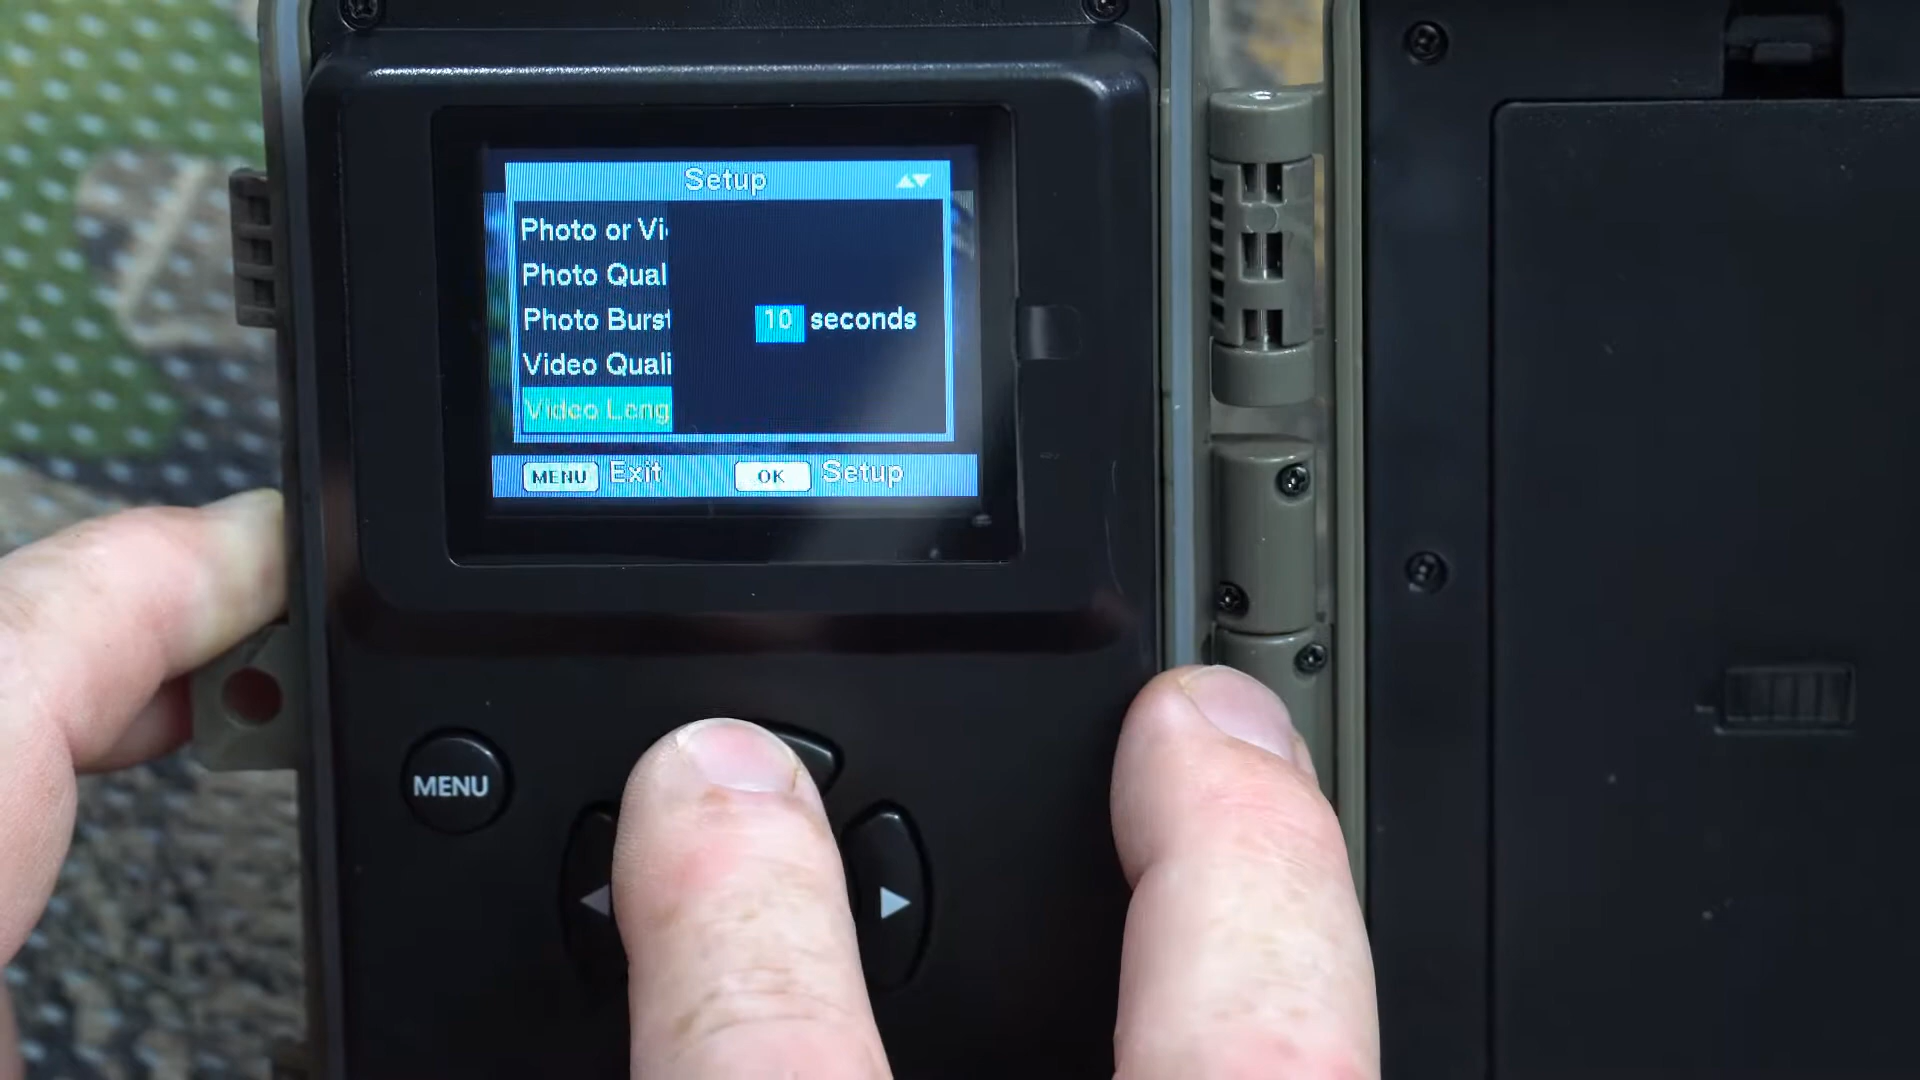 Setup
Photo or Vi
Photo Qual
Photo Burst
10 seconds
Video Quali
Video Leng
MENU Exit OK Setup
MENU